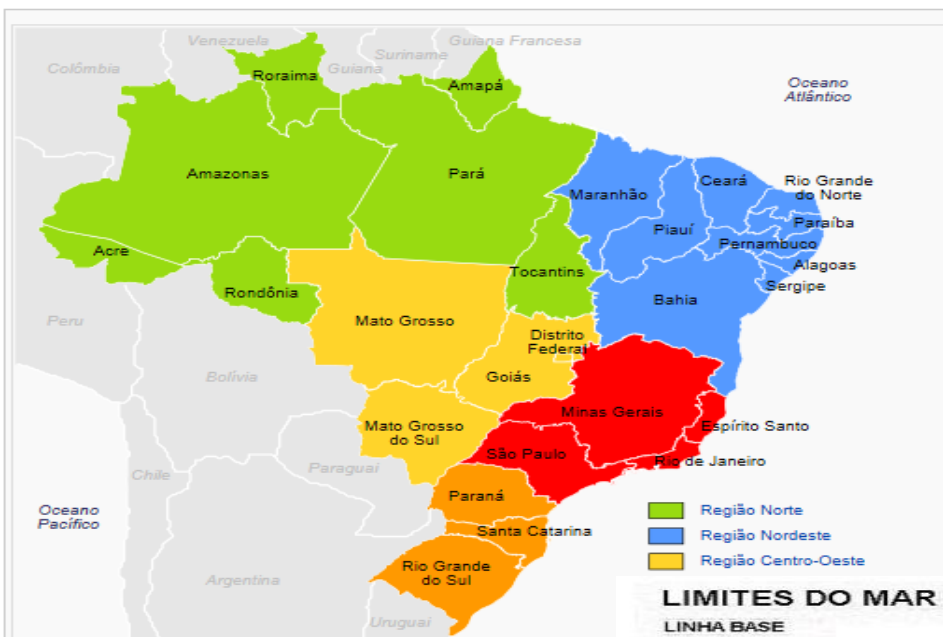 Venezuela
Guiana Francesa
Suriname
Colômbia
Guiana
Roraima
Amapá
Oceano
Atlântico
Amazonas
Pará
Maranhão
Ceará
Rio Grande
do Norte
Piauí
Paraíba
Pernambuco
Acre
Alagoas
Tocantins
Sergipe
Rondônia
Bahia
Peru
Mato Grosso
Distrito
Federal
Bolívia
Goiás
Minas Gerais
Mato Grosso
do Sul
Espírito Santo
São Paulo
Rio de Janeiro
Paraguai
Chile
Paraná
Oceano
Pacífico
Região Norte
Santa Catarina
Região Nordeste
Região Centro-Oeste
Rio Grande
do Sul
Argentina
Uruguai
LIMITES DO MAR
LINHA BASE